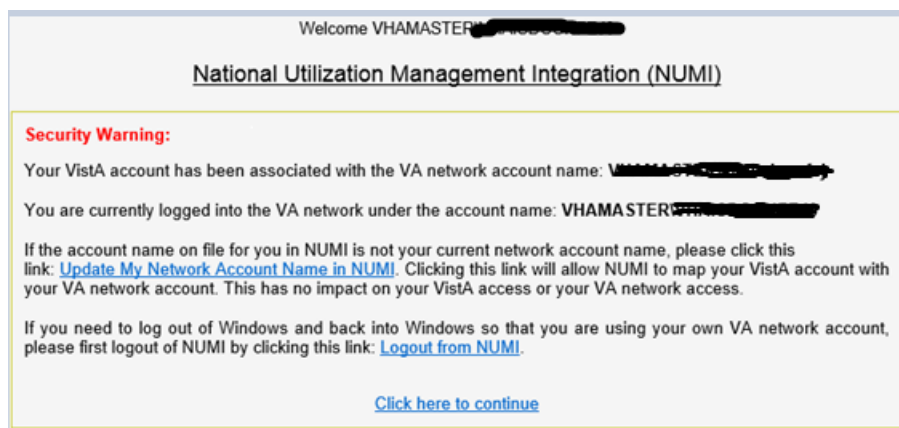 Welcome VHAMASTER
National Utilization Management Integration (NUMI)
Security Warning:
Your VistA account has been associated with the VA network account name:
You are currently logged into the VA network under the account name: VHAMASTER
If the account name on file for you in NUMI is not your current network account name, please click this
link: Update My Network Account Name in NUMI. Clicking this link will allow NUMI to map your VistA account with
your VA network account. This has no impact on your VistA access or your VA network access.
If you need to log out of Windows and back into Windows so that you are using your own VA network account,
please first logout of NUMI by clicking this link: Logout from NUMI.
Click here to continue